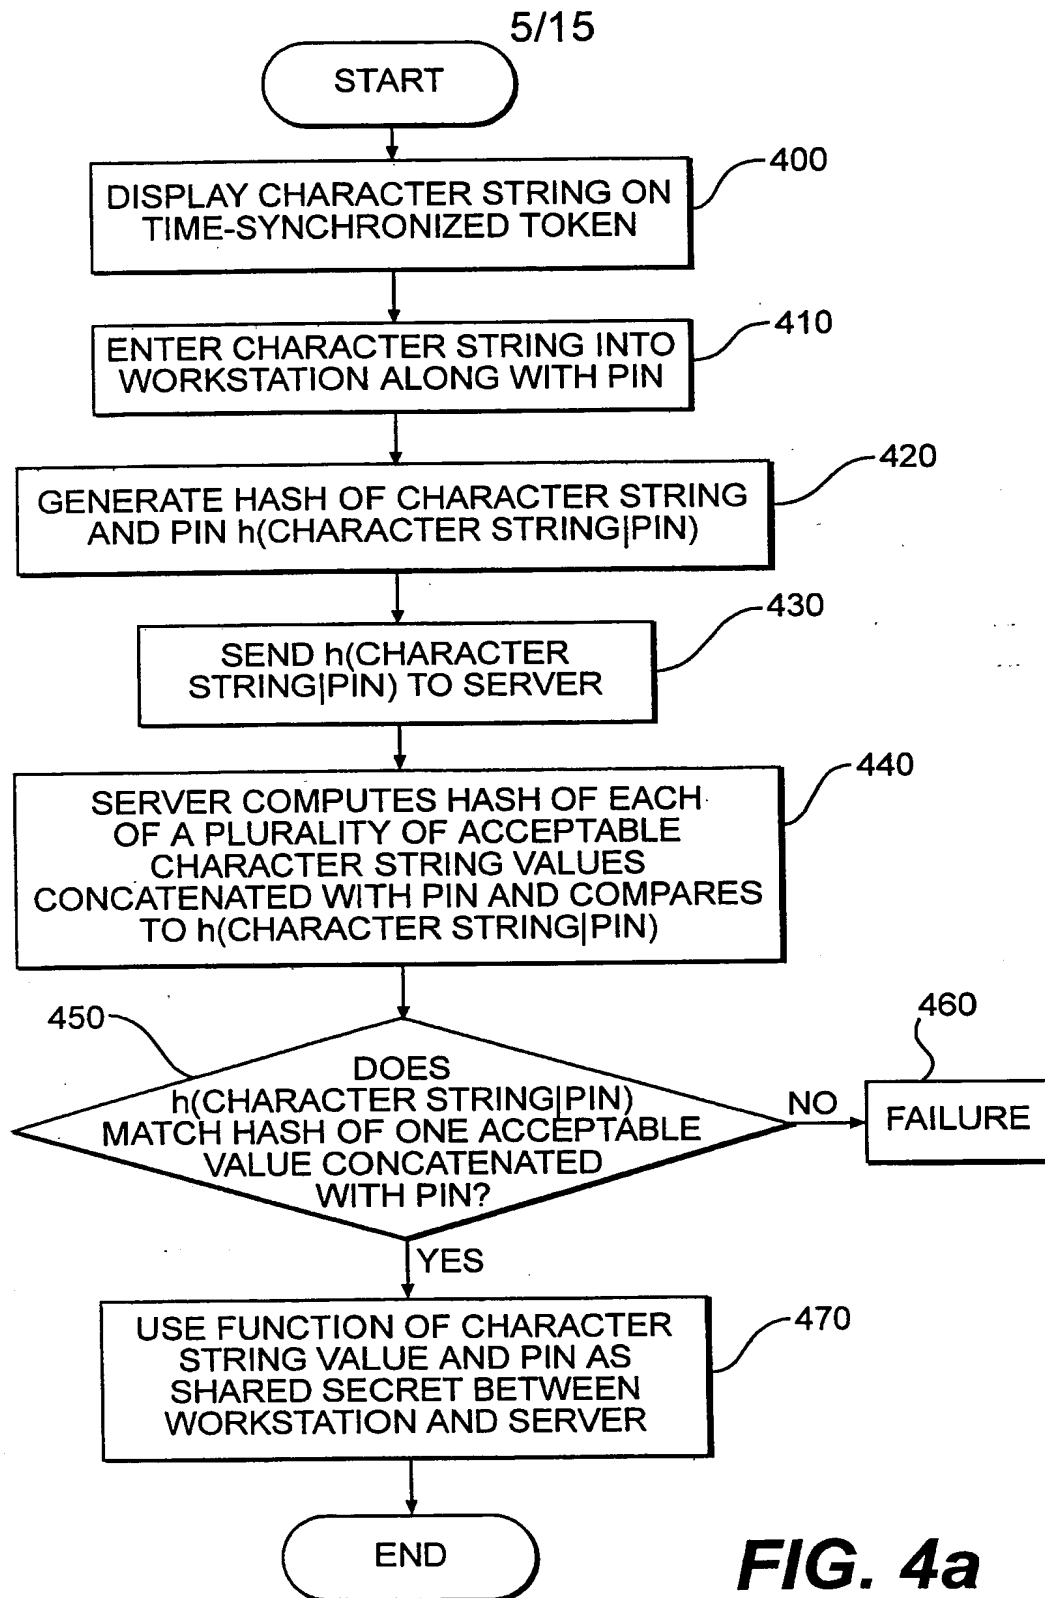 5/15
START
400
DISPLAY CHARACTER STRING ON
TIME-SYNCHRONIZED TOKEN
410
ENTER CHARACTER STRING INTO
WORKSTATION ALONG WITH PIN
420
GENERATE HASH OF CHARACTER STRING
AND PIN h(CHARACTER STRING|PIN)
430
SEND h(CHARACTER
STRING|PIN) TO SERVER
440
SERVER COMPUTES HASH OF EACH
OF A PLURALITY OF ACCEPTABLE
CHARACTER STRING VALUES
CONCATENATED WITH PIN AND COMPARES
TO h(CHARACTER STRING|PIN)
450
DOES
h(CHARACTER STRING|PIN)
MATCH HASH OF ONE ACCEPTABLE
VALUE CONCATENATED
WITH PIN?
NO
460
FAILURE
YES
470
USE FUNCTION OF CHARACTER
STRING VALUE AND PIN AS
SHARED SECRET BETWEEN
WORKSTATION AND SERVER
END
FIG. 4a